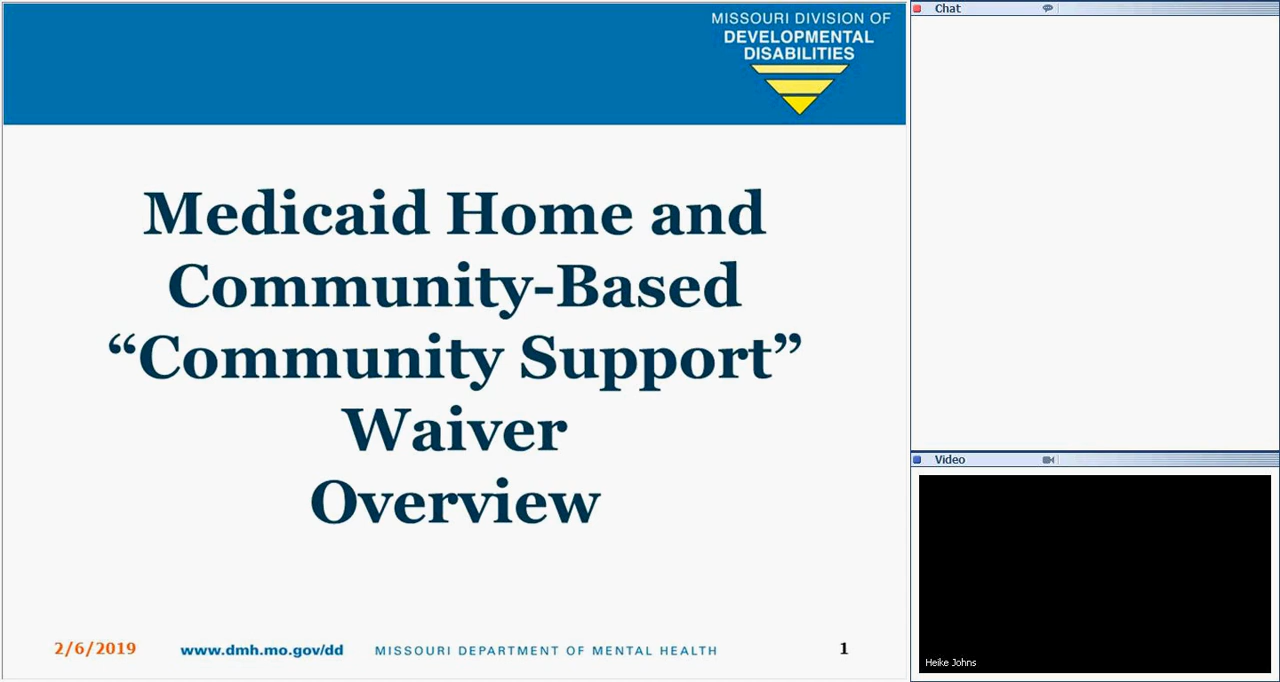 MISSOURI DIVISION OF
DEVELOPMENTAL
DISABILITIES
Medicaid Home and
Community-Based
“Community Support”
Waiver
Overview
2/6/2019 www.dmh.mo.gov/dd MISSOURI DEPARTMENT OF MENTAL HEALTH 1
Chat
Video
Heike Johns